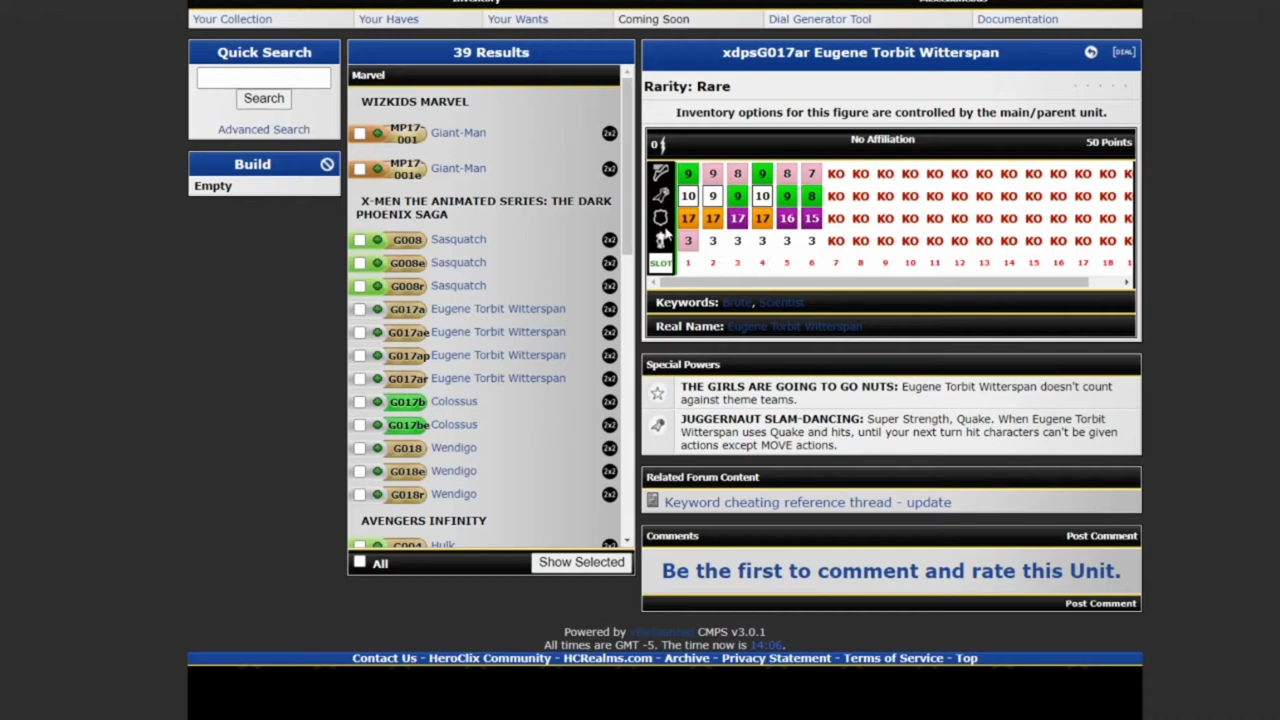 Your Collection Your Haves Your Wants Coming Soon Dial Generator Tool Documentation
Quick Search
Search
Advanced Search
Build
Empty
39 Results
Marvel
WIZKIDS MARVEL
MP17-001 Giant-Man 2x2
MP17-001e Giant-Man 2x2
X-MEN THE ANIMATED SERIES: THE DARK
PHOENIX SAGA
G008 Sasquatch 2x2
G008e Sasquatch 2x2
G008r Sasquatch 2x2
G017a Eugene Torbit Witterspan 2x2
G017ae Eugene Torbit Witterspan 2x2
G017ap Eugene Torbit Witterspan 2x2
G017ar Eugene Torbit Witterspan 2x2
G017b Colossus 2x2
G017be Colossus 2x2
G018 Wendigo 2x2
G018e Wendigo 2x2
G018r Wendigo 2x2
AVENGERS INFINITY
G004 Hulk 2x2
All Show Selected
xdpsG017ar Eugene Torbit Witterspan [DIAL]
Rarity: Rare
Inventory options for this figure are controlled by the main/parent unit.
0 No Affiliation 50 Points
9 9 8 9 8 7 KO KO KO KO KO KO KO KO KO KO KO KO
10 9 9 10 9 8 KO KO KO KO KO KO KO KO KO KO KO KO
17 17 17 17 16 15 KO KO KO KO KO KO KO KO KO KO KO KO
3 3 3 3 3 3 KO KO KO KO KO KO KO KO KO KO KO KO
SLOT 1 2 3 4 5 6 7 8 9 10 11 12 13 14 15 16 17 18 1
Keywords: Brute, Scientist
Real Name: Eugene Torbit Witterspan
Special Powers
THE GIRLS ARE GOING TO GO NUTS: Eugene Torbit Witterspan doesn't count
against theme teams.
JUGGERNAUT SLAM-DANCING: Super Strength, Quake. When Eugene Torbit
Witterspan uses Quake and hits, until your next turn hit characters can't be given
actions except MOVE actions.
Related Forum Content
Keyword cheating reference thread - update
Comments Post Comment
Be the first to comment and rate this Unit.
Post Comment
Powered by CMPS v3.0.1
All times are GMT -5. The time now is 14:06.
Contact Us - HeroClix Community - HCRealms.com - Archive - Privacy Statement - Terms of Service - Top